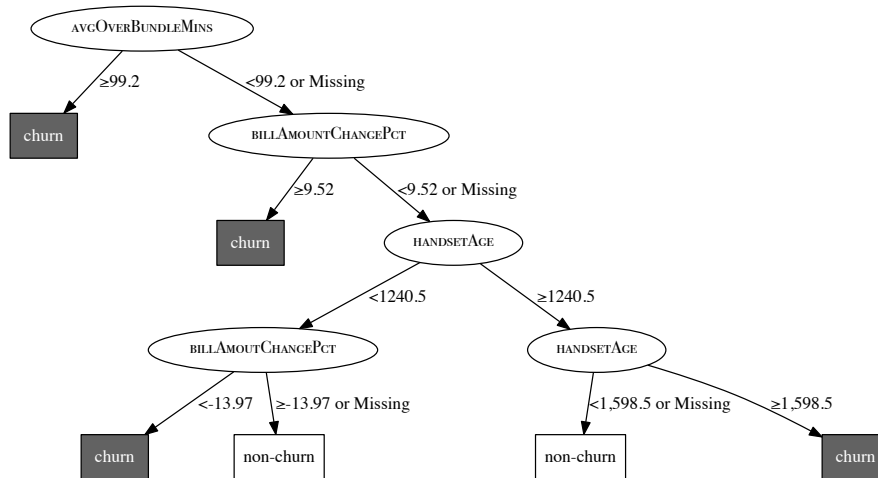 avgOverBundleMins
≥99.2
<99.2 or Missing
churn
billAmountChangePct
≥9.52
<9.52 or Missing
churn
handsetAge
<1240.5
≥1240.5
billAmoutChangePct
handsetAge
<-13.97
≥-13.97 or Missing
<1,598.5 or Missing
≥1,598.5
churn
non-churn
non-churn
churn